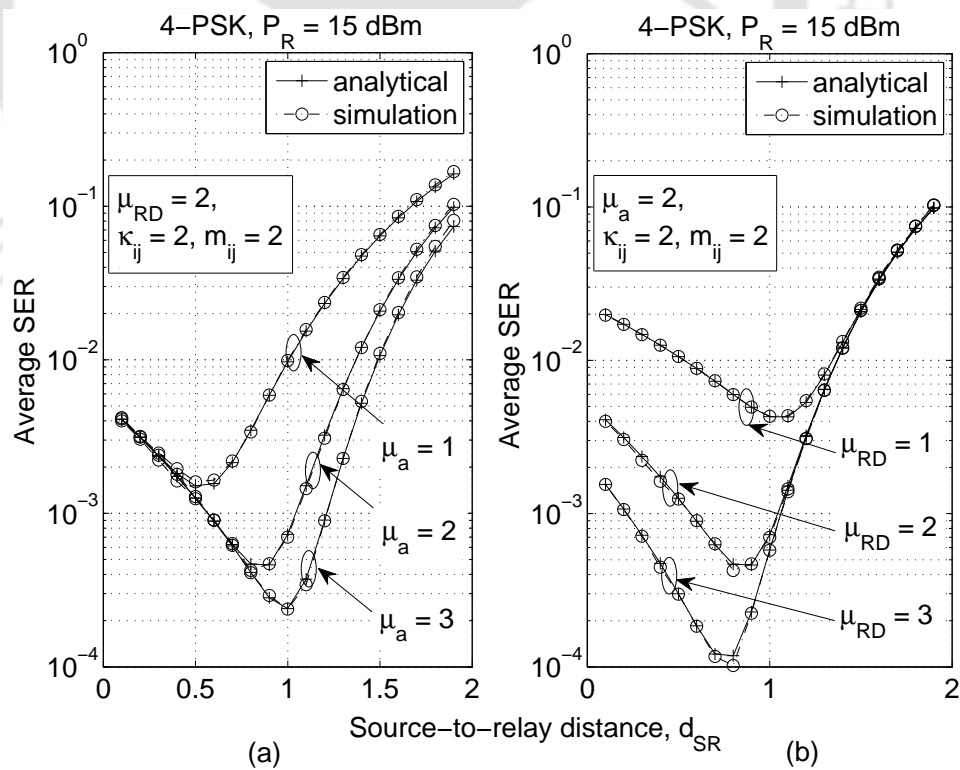 4−PSK, P_R = 15 dBm
10^0
analytical
simulation
μ_RD = 2,
κ_ij = 2, m_ij = 2
10^−1
10^−2
10^−3
10^−4
Average SER
μ_a = 1
μ_a = 2
μ_a = 3
0 0.5 1 1.5 2
(a)
4−PSK, P_R = 15 dBm
10^0
analytical
simulation
μ_a = 2,
κ_ij = 2, m_ij = 2
10^−1
10^−2
10^−3
10^−4
Average SER
μ_RD = 1
μ_RD = 2
μ_RD = 3
0 1 2
Source−to−relay distance, d_SR
(b)